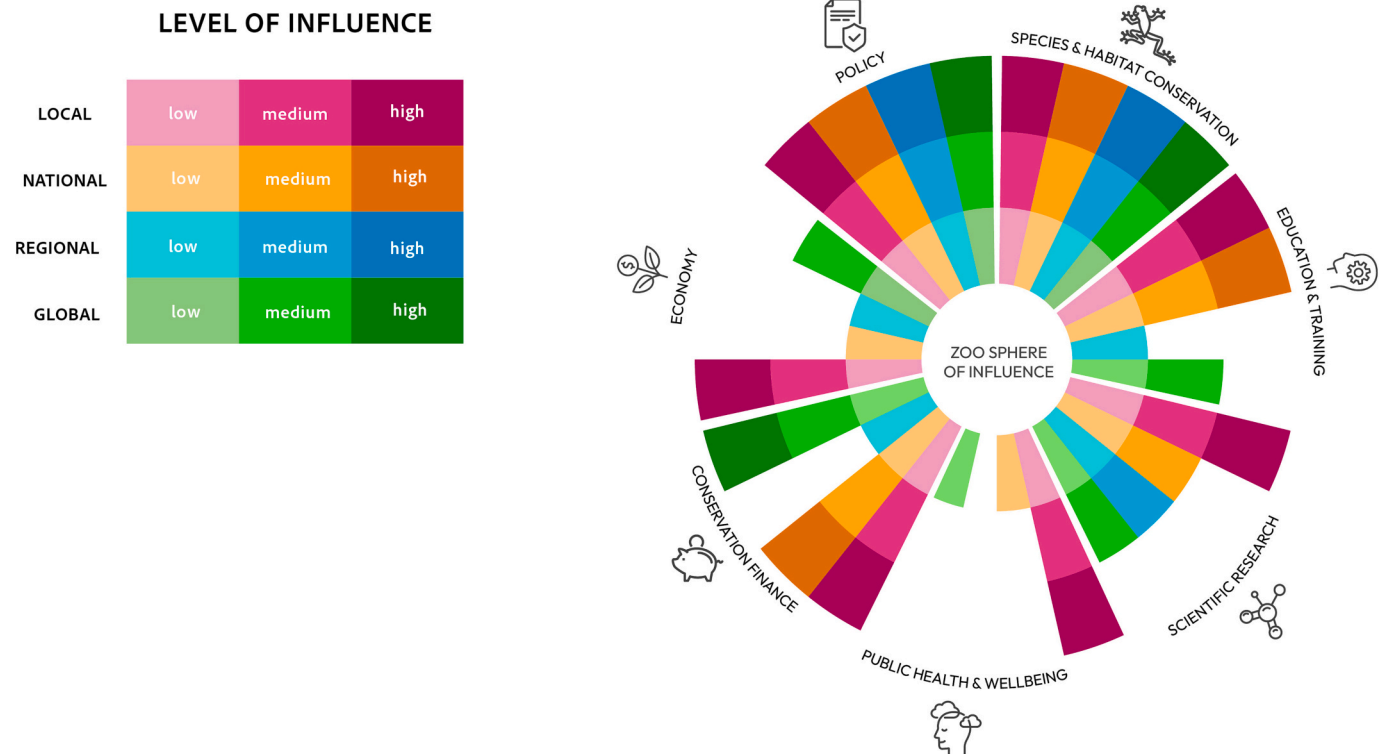 LEVEL OF INFLUENCE
LOCAL low medium high
NATIONAL low medium high
REGIONAL low medium high
GLOBAL low medium high
POLICY
SPECIES & HABITAT CONSERVATION
EDUCATION & TRAINING
SCIENTIFIC RESEARCH
PUBLIC HEALTH & WELLBEING
CONSERVATION FINANCE
ECONOMY
$
ZOO SPHERE
OF INFLUENCE